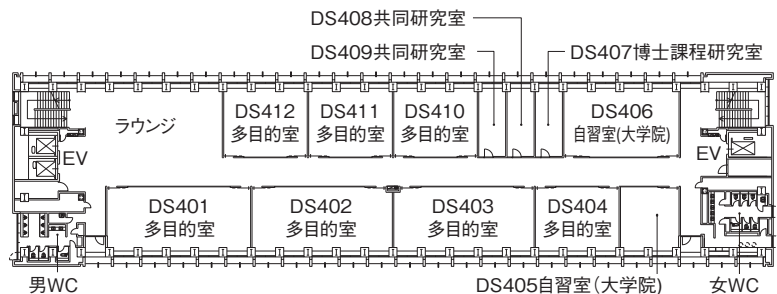 DS408共同研究室
DS409共同研究室
DS407博士課程研究室
DS412
多目的室
DS411
多目的室
DS410
多目的室
DS406
自習室(大学院)
ラウンジ
EV
EV
DS401
多目的室
DS402
多目的室
DS403
多目的室
DS404
多目的室
男WC
DS405自習室(大学院)
女WC